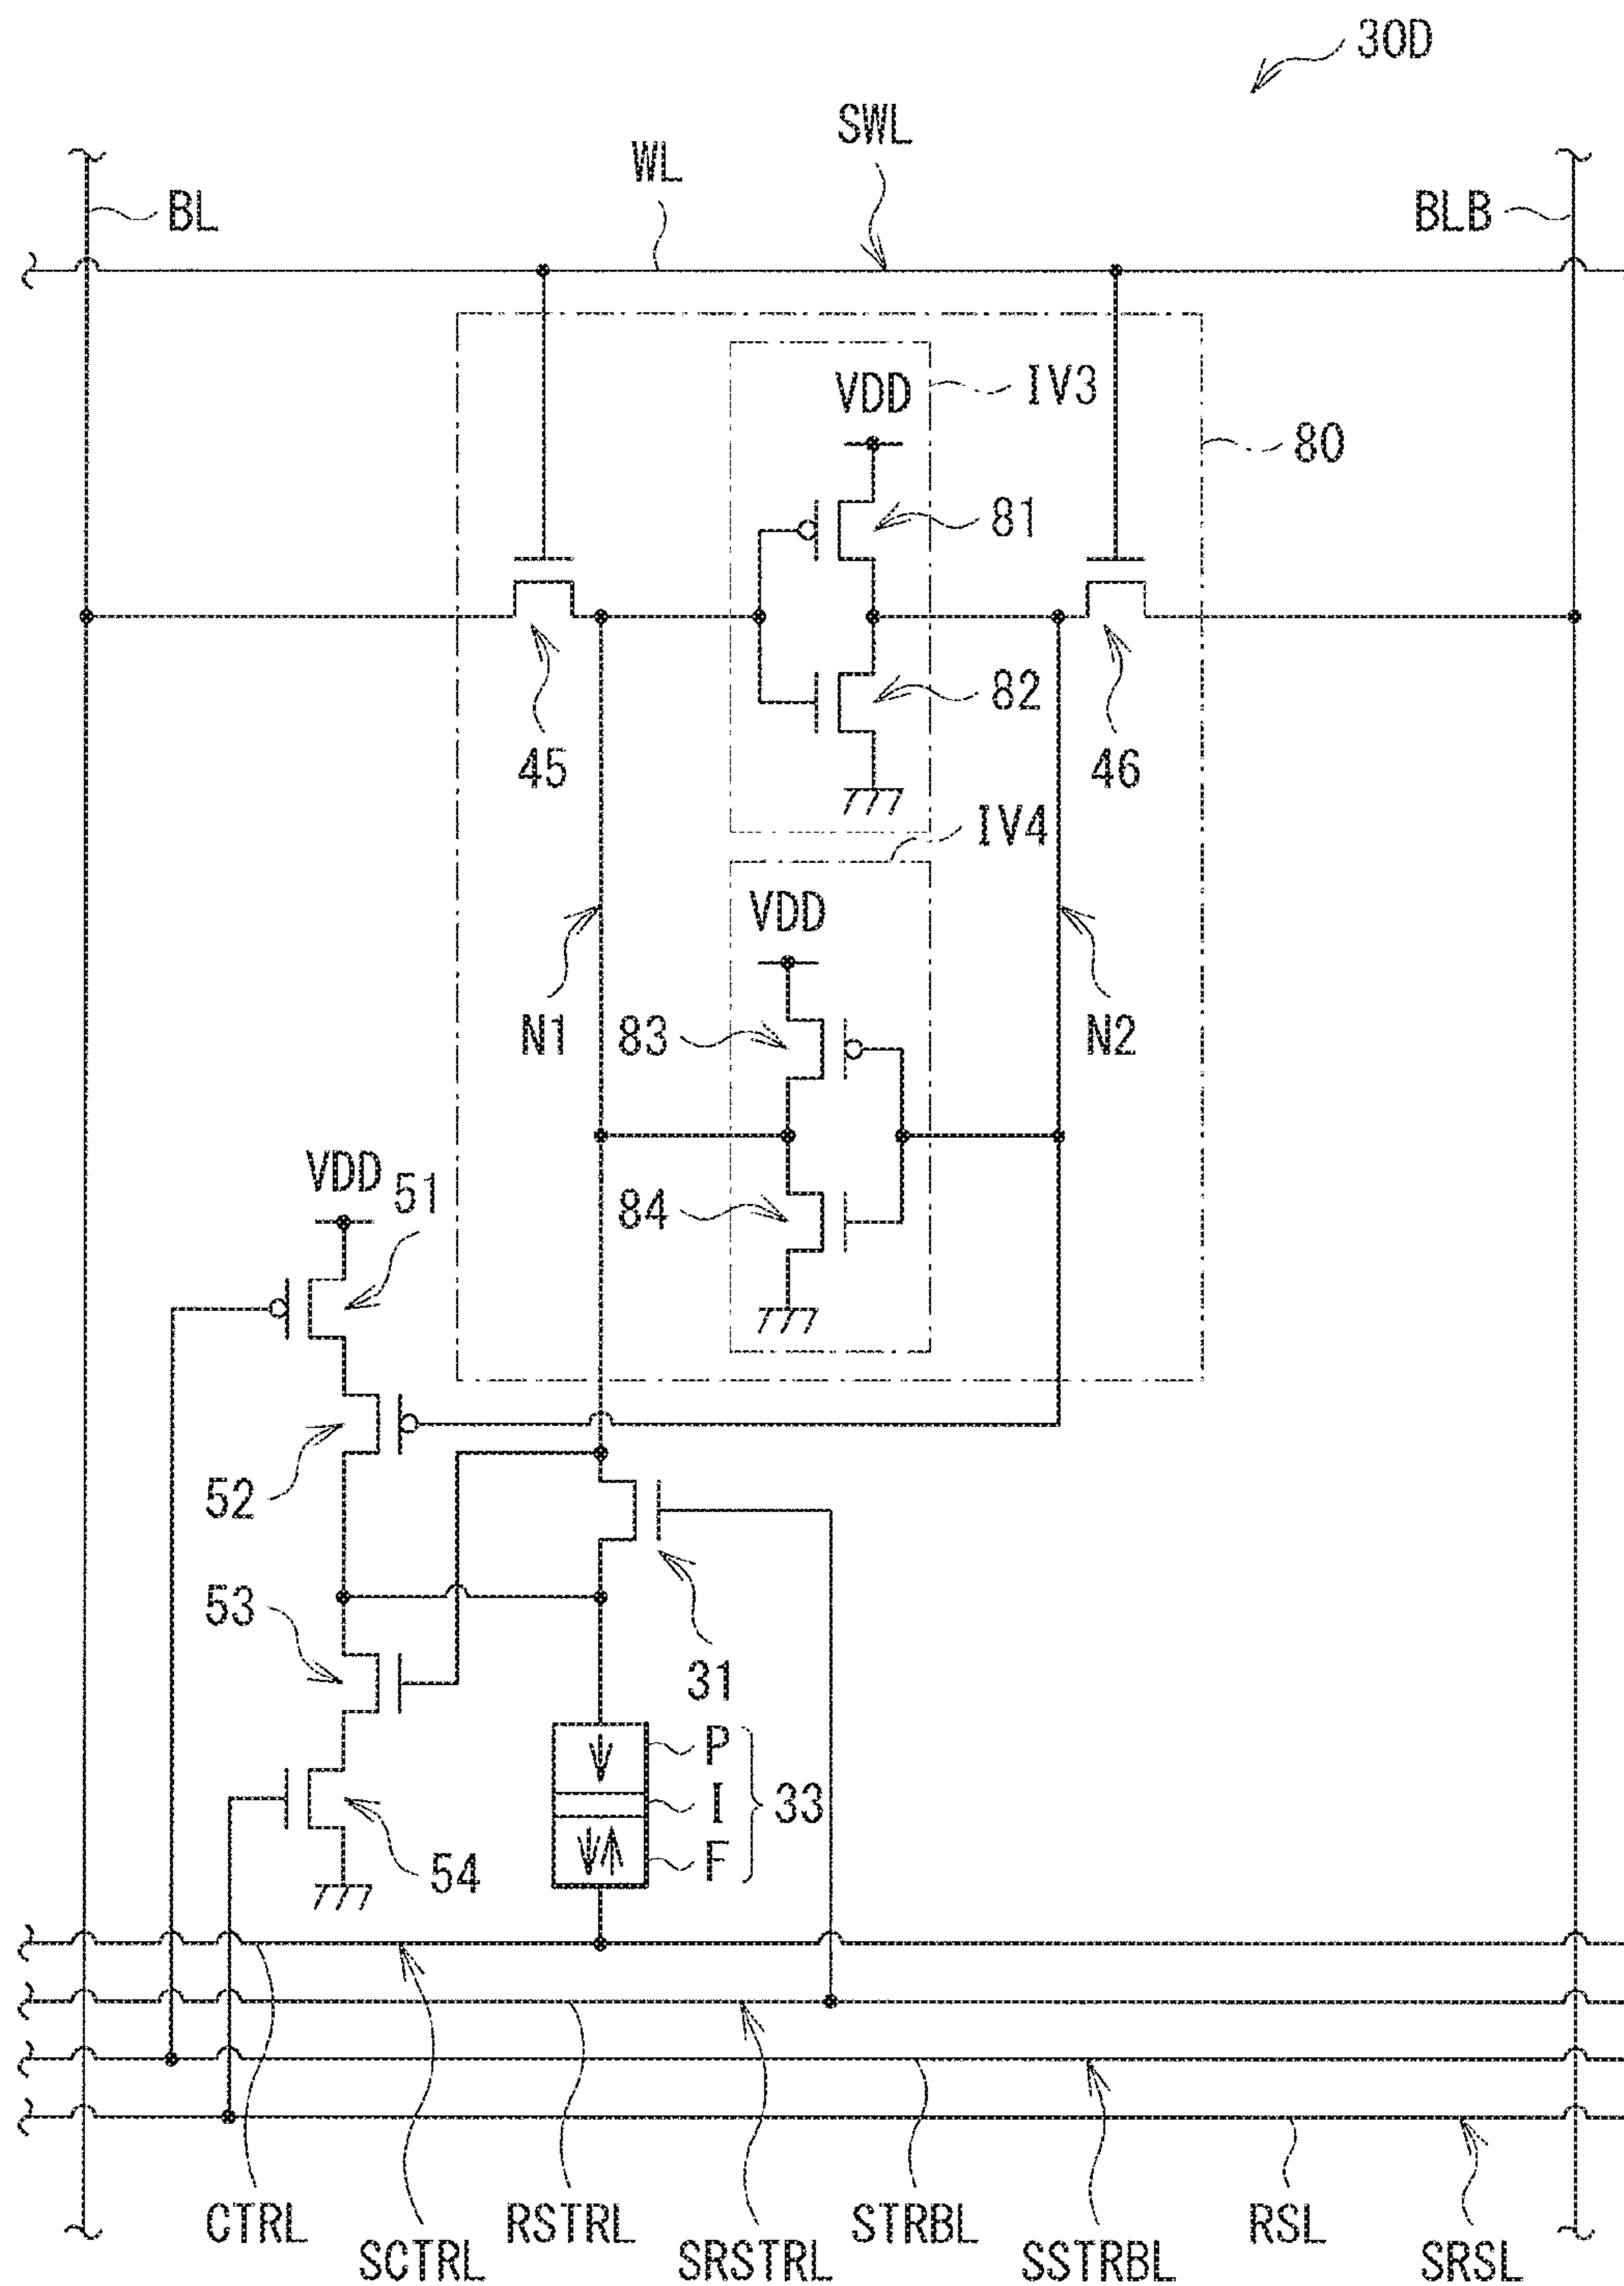 30D
SWL
WL
BL
BLB
IV3
VDD
80
81
82
45
46
IV4
VDD
N1
83
N2
84
VDD
51
52
53
31
P
I
33
F
54
CTRL
SCTRL
RSTRL
SRSTRL
STRBL
SSTRBL
RSL
SRSL